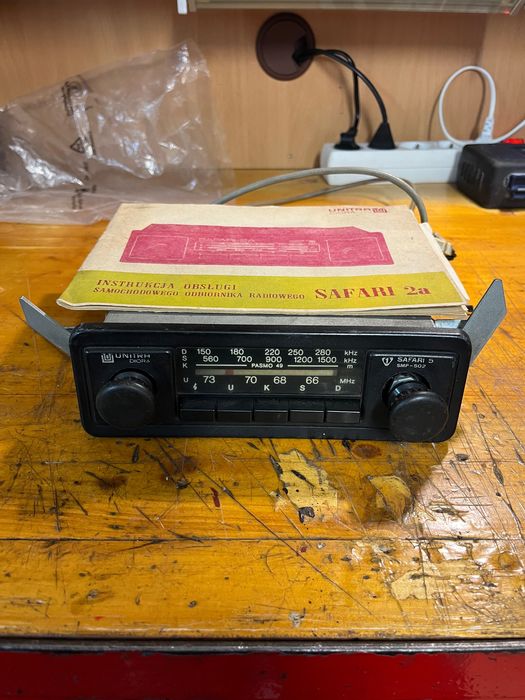 UNITRA
INSTRUKCJA OBSŁUGI
SAMOCHODOWEGO ODBIORNIKA RADIOWEGO SAFARI 2a
UNITRA
DIORA
D 150 180 220 250 280 kHz
S 560 600 900 1200 1500 kHz
K PASMO 49 m
U 73 70 68 66 MHz
U K S D
SAFARI 5
SMP-502